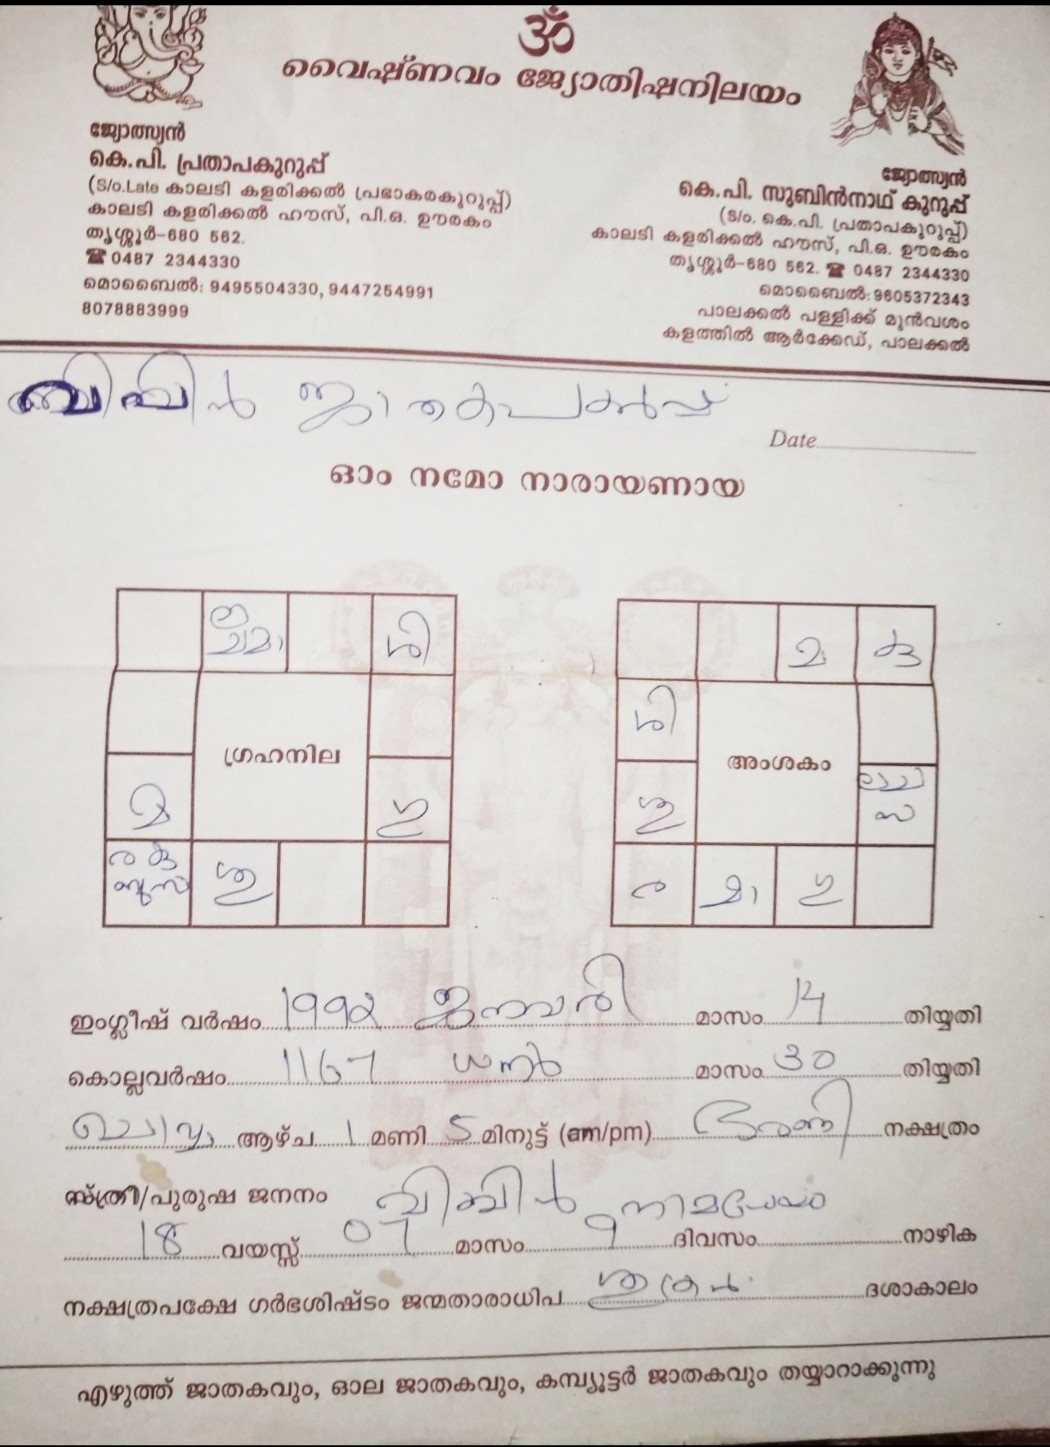 ॐ
വൈഷ്ണവം ജ്യോതിഷനിലയം
ജ്യോത്സ്യൻ
കെ.പി. പ്രതാപകുറുപ്പ്
(S/o.Late കാലടി കളരിക്കൽ പ്രഭാകരകുറുപ്പ്)
കാലടി കളരിക്കൽ ഹൗസ്, പി.ഒ. ഊരകം
തൃശ്ശൂർ-680 562.
☎ 0487 2344330
മൊബൈൽ: 9495504330, 9447254991
8078883999
ജ്യോത്സ്യൻ
കെ.പി. സുബിൻനാഥ് കുറുപ്പ്
(S/o. കെ.പി. പ്രതാപകുറുപ്പ്)
കാലടി കളരിക്കൽ ഹൗസ്, പി.ഒ. ഊരകം
തൃശ്ശൂർ-680 562. ☎ 0487 2344330
മൊബൈൽ: 9605372343
പാലക്കൽ പള്ളിക്ക് മുൻവശം
കളത്തിൽ ആർക്കേഡ്, പാലക്കൽ
ബിബിൻ ജാതകപകർപ്പ്
Date
ഓം നമോ നാരായണായ
ശി
ഗ്രഹനില
മ
ഗു
ര കു
ബു സ
ശു
മ കു
ശി
അംശകം
ശു
സ
ര മാ ഗു
ഇംഗ്ലീഷ് വർഷം 1992 ജനുവരി മാസം 14 തിയ്യതി
കൊല്ലവർഷം 1167 ധനു മാസം 30 തിയ്യതി
ചൊവ്വ ആഴ്ച 1 മണി 5 മിനുട്ട് (am/pm) ഭരണി നക്ഷത്രം
സ്ത്രീ/പുരുഷ ജനനം ബിബിൻ നാമധേയം
18 വയസ്സ് 07 മാസം 9 ദിവസം നാഴിക
നക്ഷത്രപക്ഷേ ഗർഭശിഷ്ടം ജന്മതാരാധിപ ശുക്രൻ ദശാകാലം
എഴുത്ത് ജാതകവും, ഓല ജാതകവും, കമ്പ്യൂട്ടർ ജാതകവും തയ്യാറാക്കുന്നു